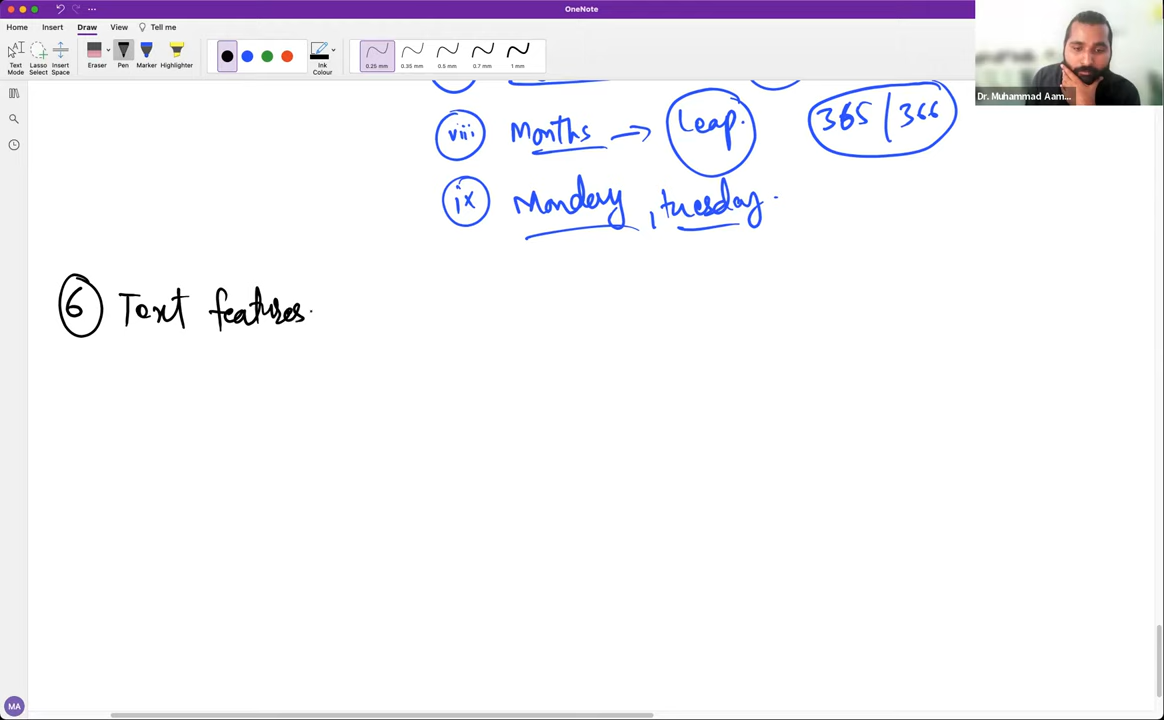 OneNote
Home Insert Draw View Tell me
Text Mode Lasso Select Insert Space Eraser Pen Marker Highlighter 0.25 mm 0.35 mm 0.5 mm 0.7 mm 1 mm Ink Colour
Dr. Muhammad Aam...
viii Months → Leap. 365 / 366
ix Monday, tuesday.
6 Text features.
MA